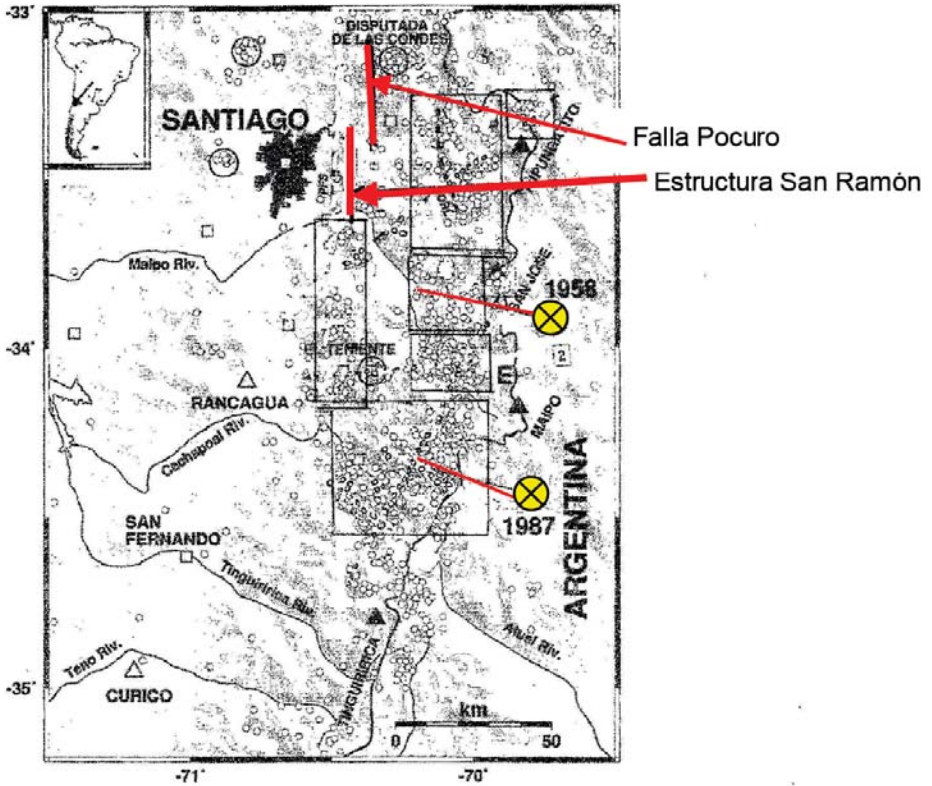 -33°
DISPUTADA
DE LAS CONDES
SANTIAGO
Falla Pocuro
Estructura San Ramón
Maipo Riv.
SAN JOSE
1958
-34°
EL TENIENTE
2
E
RANCAGUA
MAIPO
Cachapoal Riv.
1987
ARGENTINA
SAN
FERNANDO
Tinguiririca Riv.
Atuel Riv.
TINGUIRIRICA
Teno Riv.
-35°
CURICO
km
0
50
-71°
-70°